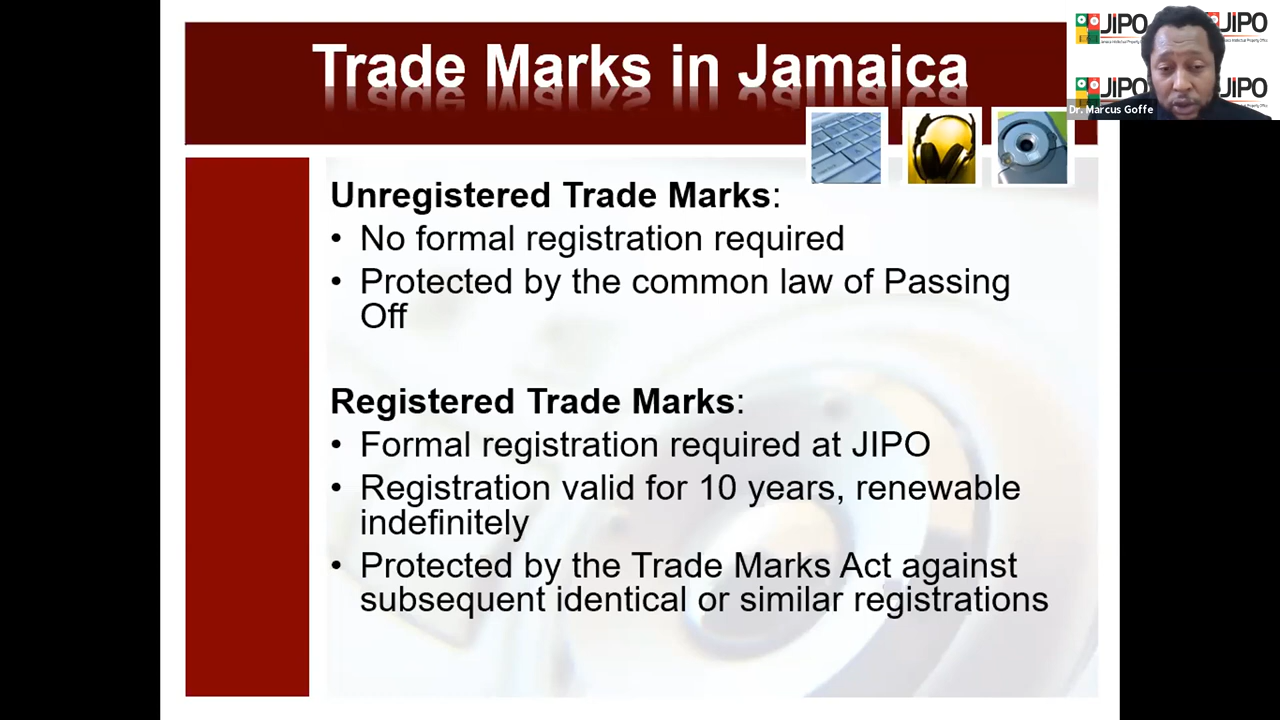 Trade Marks in Jamaica
JIPO
JIPO
JIPO
JIPO
Dr. Marcus Goffe
Unregistered Trade Marks:
• No formal registration required
• Protected by the common law of Passing
Off
Registered Trade Marks:
• Formal registration required at JIPO
• Registration valid for 10 years, renewable
indefinitely
• Protected by the Trade Marks Act against
subsequent identical or similar registrations